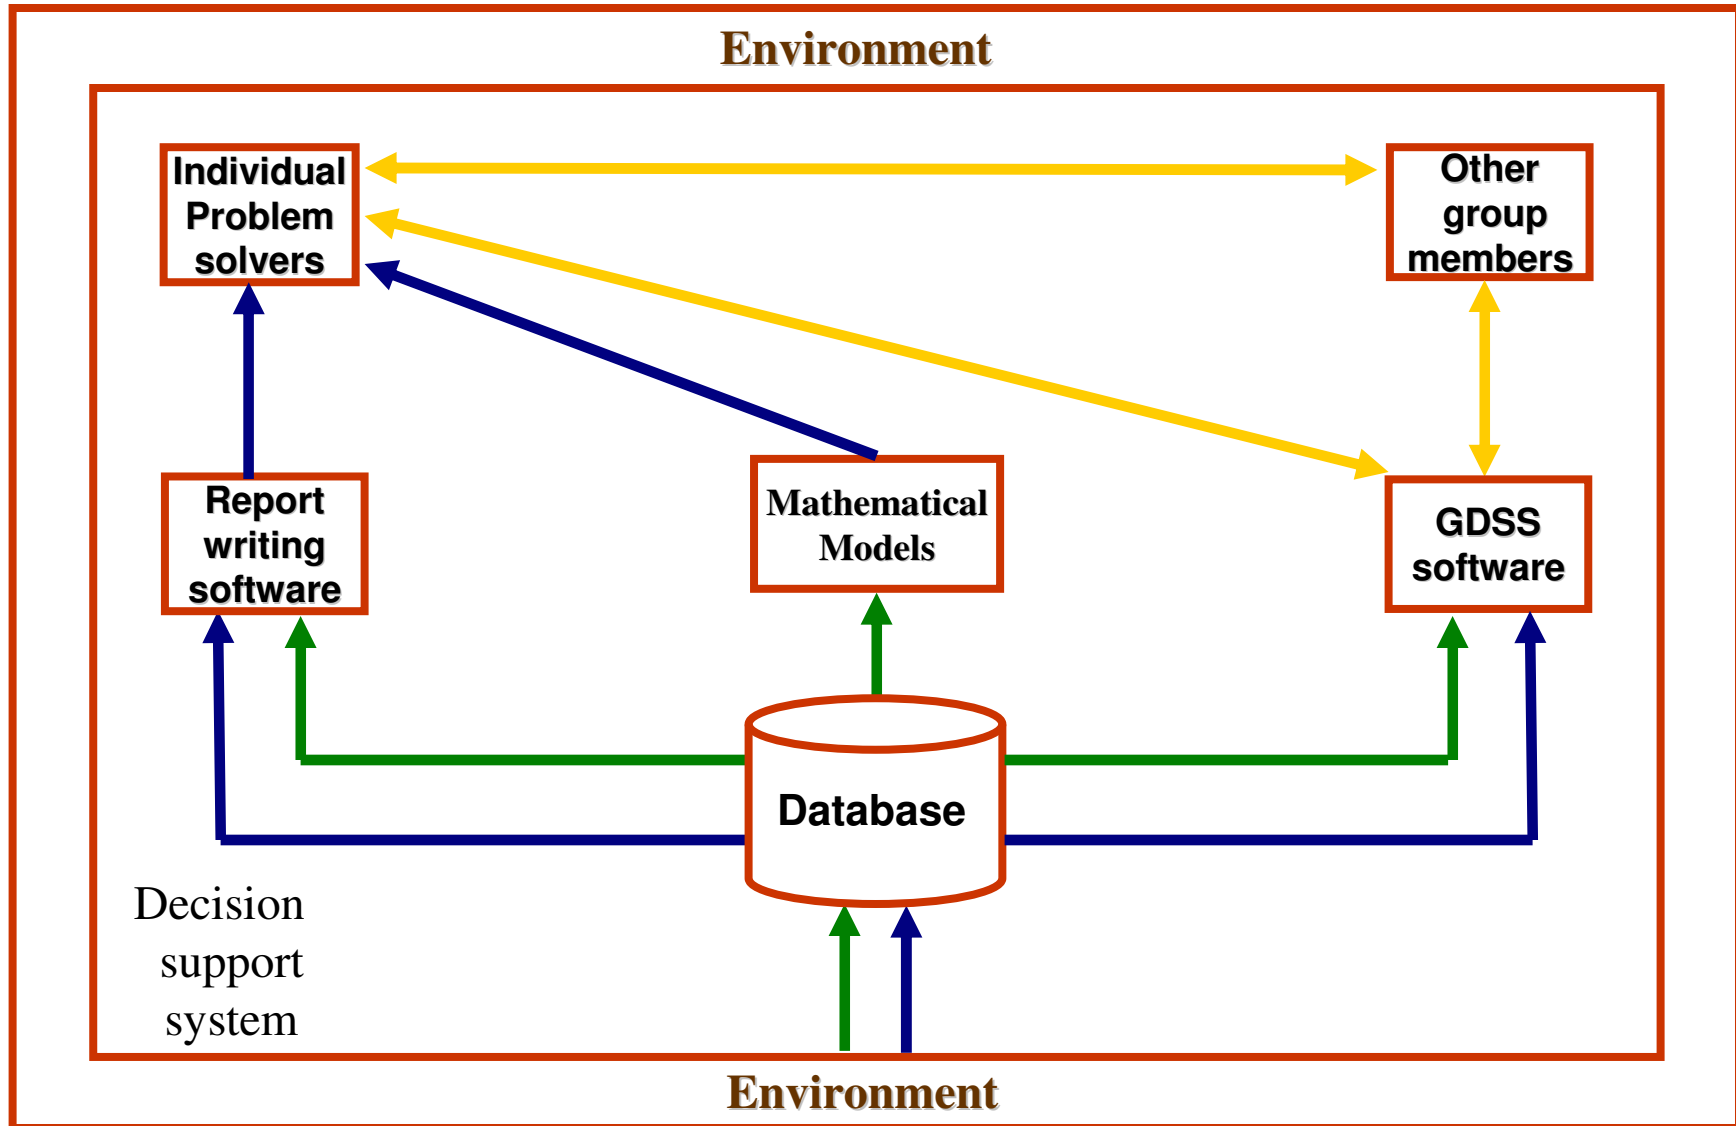 Environment
Individual
Problem
solvers
Other
group
members
Report
writing
software
Mathematical
Models
GDSS
software
Database
Decision
support
system
Environment